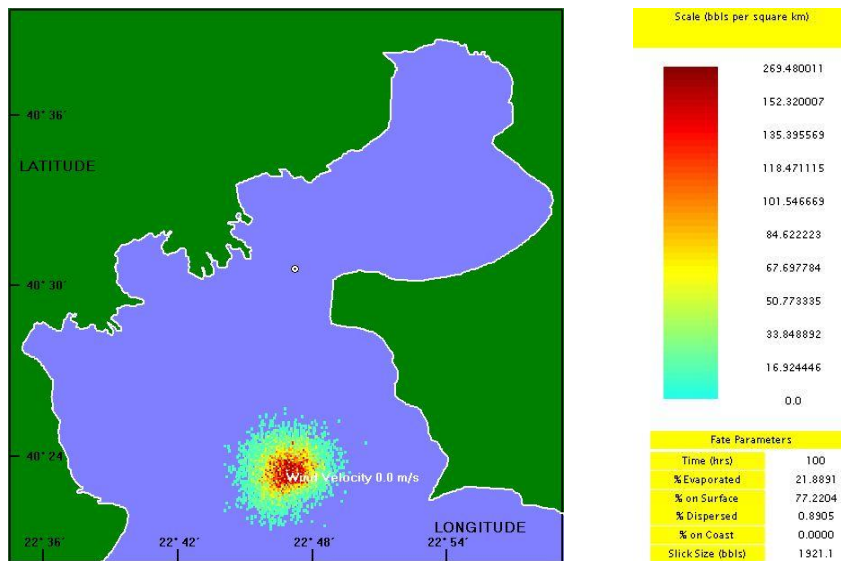 40° 36'
LATITUDE
40° 30'
40° 24'
Wind Velocity 0.0 m/s
LONGITUDE
22° 36'
22° 42'
22° 48'
22° 54'
Scale (bbls per square km)
269.480011
152.320007
135.395569
118.471115
101.546669
84.622223
67.697784
50.773335
33.848892
16.924446
0.0
Fate Parameters
Time (hrs) 100
% Evaporated 21.8891
% on Surface 77.2204
% Dispersed 0.8905
% on Coast 0.0000
Slick Size (bbls) 1921.1